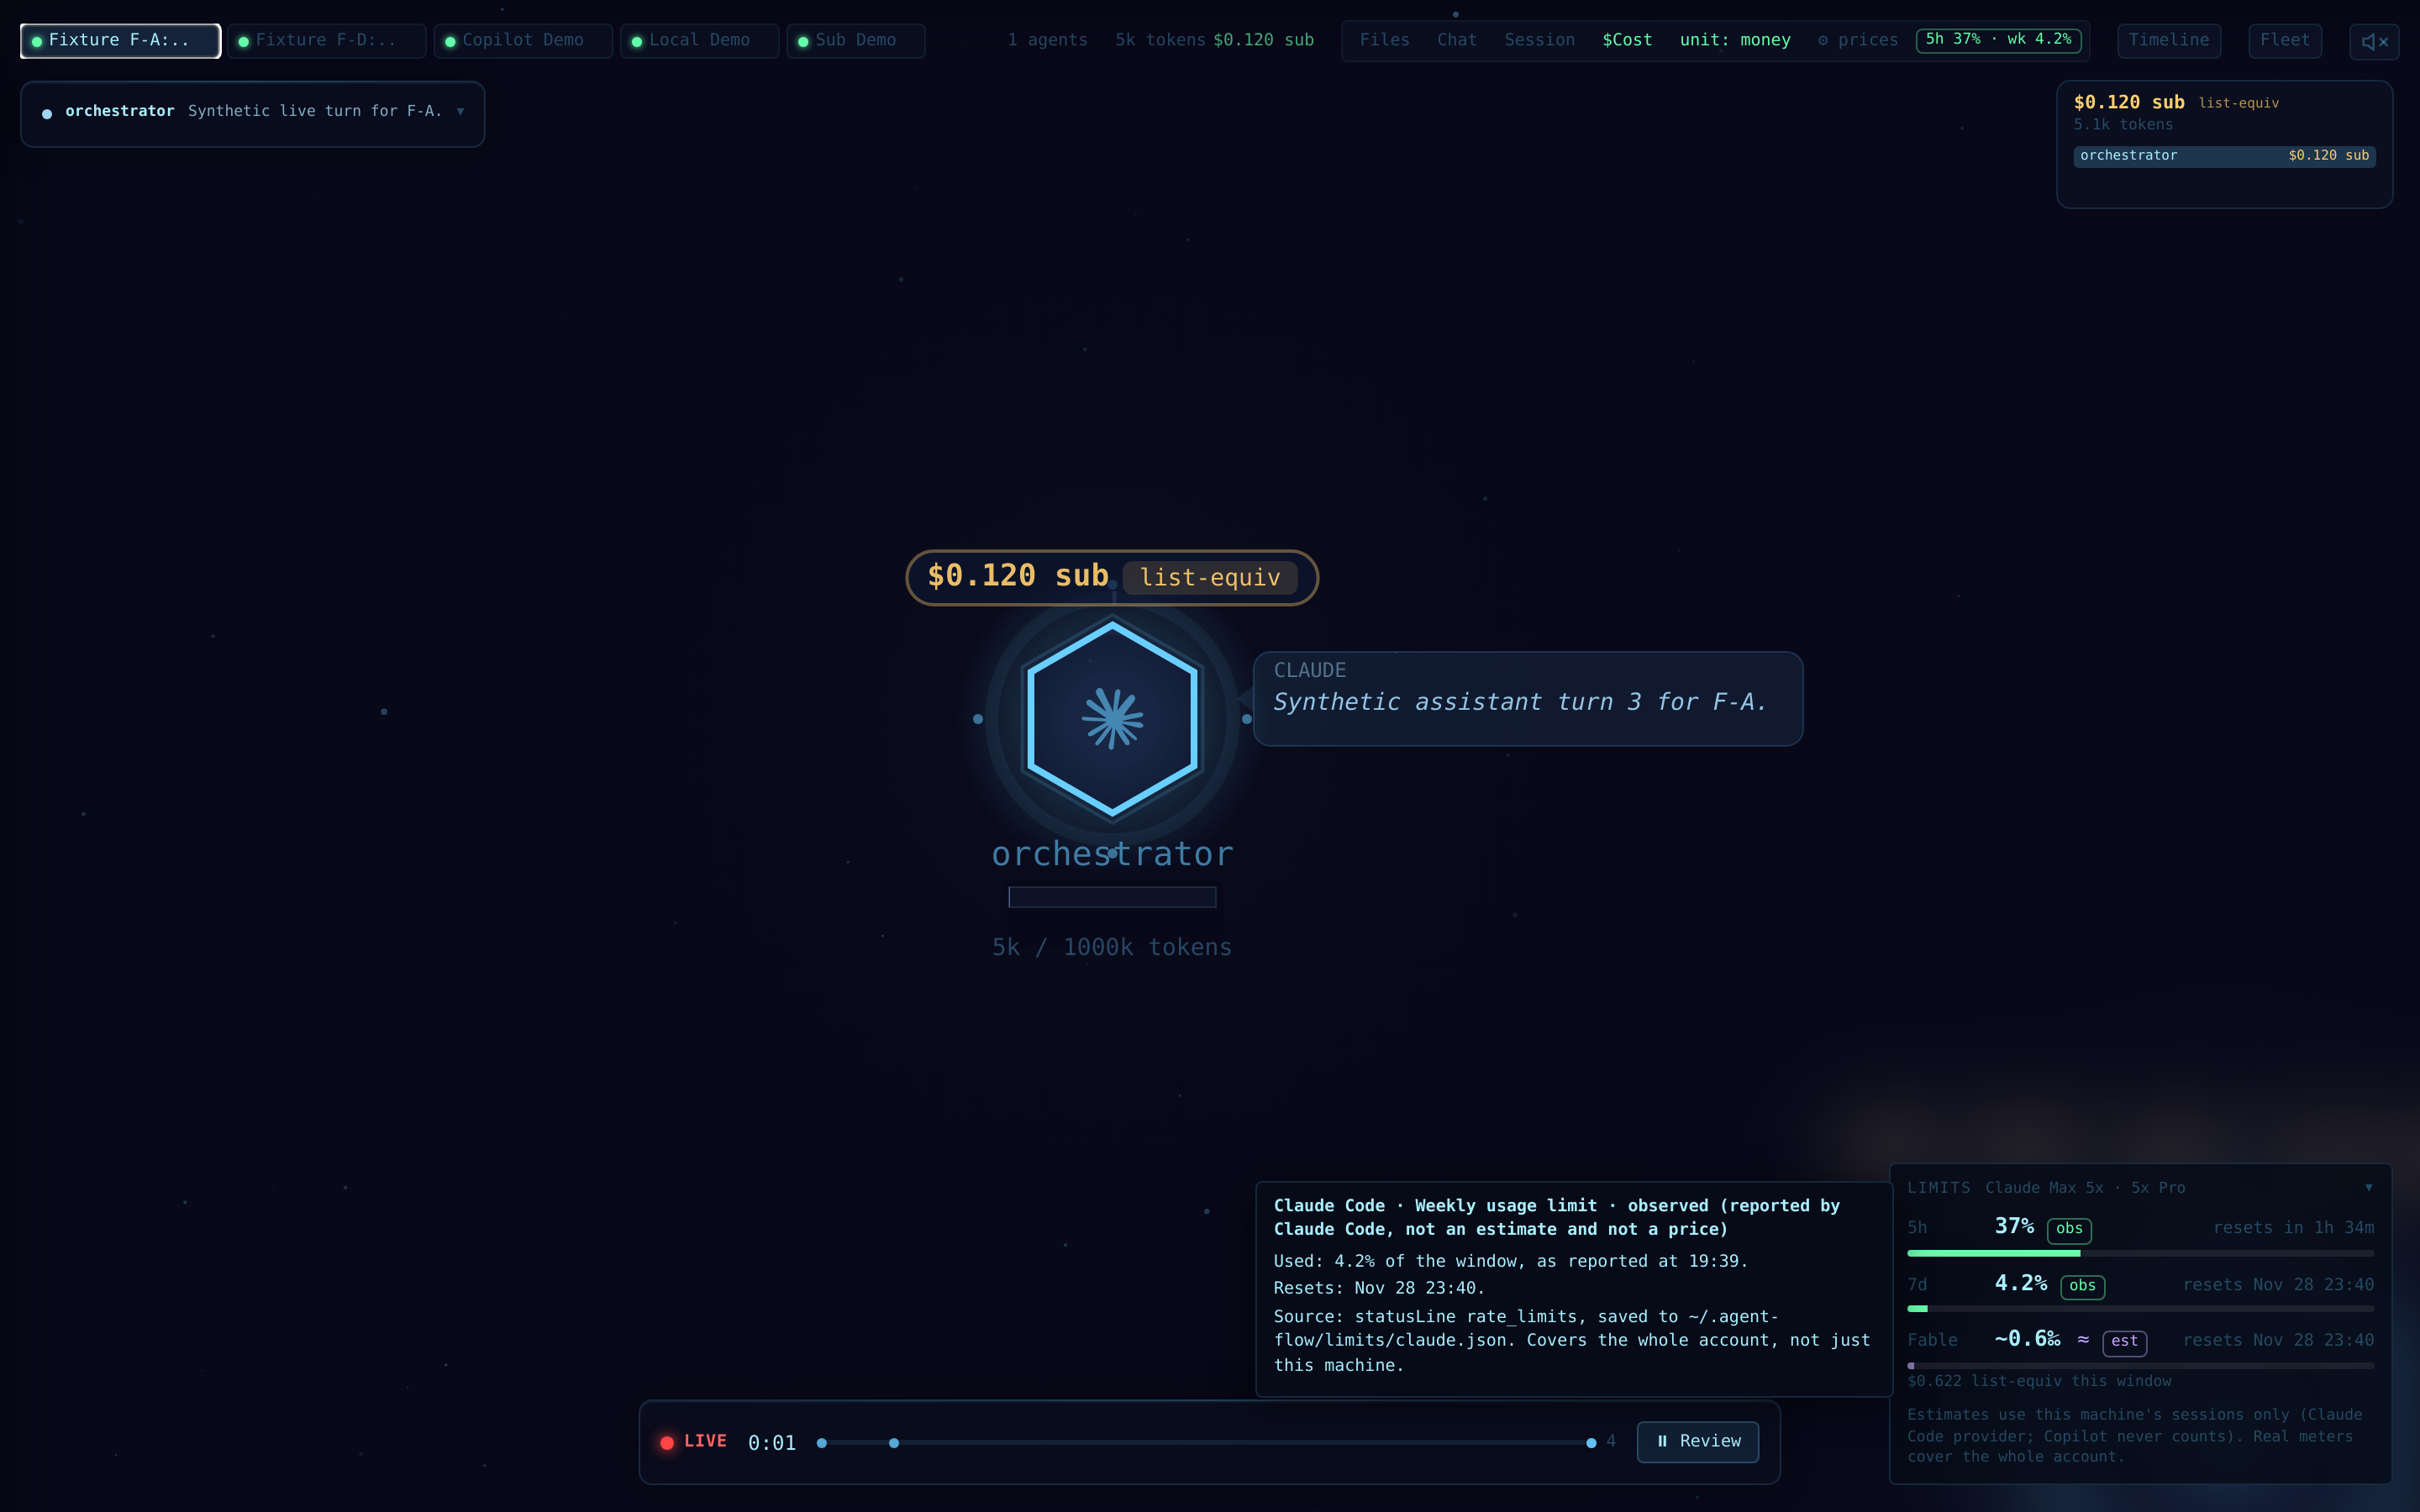 Fixture F-A:.. Fixture F-D:.. Copilot Demo Local Demo Sub Demo 1 agents 5k tokens $0.120 sub Files Chat Session $Cost unit: money ⊙ prices 5h 37% · wk 4.2% Timeline Fleet
orchestrator Synthetic live turn for F-A. ▼
$0.120 sub list-equiv
5.1k tokens
orchestrator $0.120 sub
$0.120 sub list-equiv
CLAUDE
Synthetic assistant turn 3 for F-A.
orchestrator
5k / 1000k tokens
Claude Code · Weekly usage limit · observed (reported by
Claude Code, not an estimate and not a price)
Used: 4.2% of the window, as reported at 19:39.
Resets: Nov 28 23:40.
Source: statusLine rate_limits, saved to ~/.agent-
flow/limits/claude.json. Covers the whole account, not just
this machine.
LIMITS Claude Max 5x · 5x Pro ▼
5h 37% obs resets in 1h 34m
7d 4.2% obs resets Nov 28 23:40
Fable ~0.6‰ ≈ est resets Nov 28 23:40
$0.622 list-equiv this window
Estimates use this machine's sessions only (Claude
Code provider; Copilot never counts). Real meters
cover the whole account.
LIVE 0:01 4 Review